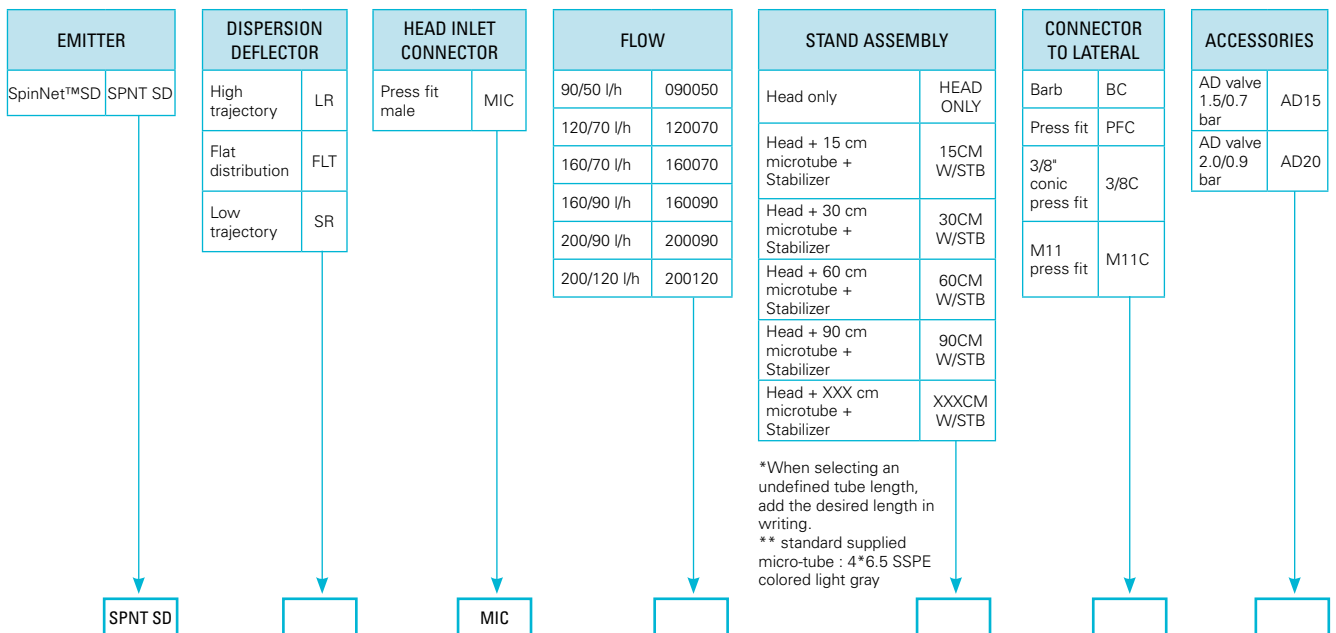 EMITTER
SpinNet™SD SPNT SD
DISPERSION
DEFLECTOR
High
trajectory
LR
Flat
distribution
FLT
Low
trajectory
SR
HEAD INLET
CONNECTOR
Press fit
male
MIC
FLOW
90/50 l/h 090050
120/70 l/h 120070
160/70 l/h 160070
160/90 l/h 160090
200/90 l/h 200090
200/120 l/h 200120
STAND ASSEMBLY
Head only
HEAD
ONLY
Head + 15 cm
microtube +
Stabilizer
15CM
W/STB
Head + 30 cm
microtube +
Stabilizer
30CM
W/STB
Head + 60 cm
microtube +
Stabilizer
60CM
W/STB
Head + 90 cm
microtube +
Stabilizer
90CM
W/STB
Head + XXX cm
microtube +
Stabilizer
XXXCM
W/STB
*When selecting an
undefined tube length,
add the desired length in
writing.
** standard supplied
micro-tube : 4*6.5 SSPE
colored light gray
CONNECTOR
TO LATERAL
Barb BC
Press fit PFC
3/8"
conic
press fit
3/8C
M11
press fit
M11C
ACCESSORIES
AD valve
1.5/0.7
bar
AD15
AD valve
2.0/0.9
bar
AD20
SPNT SD
MIC